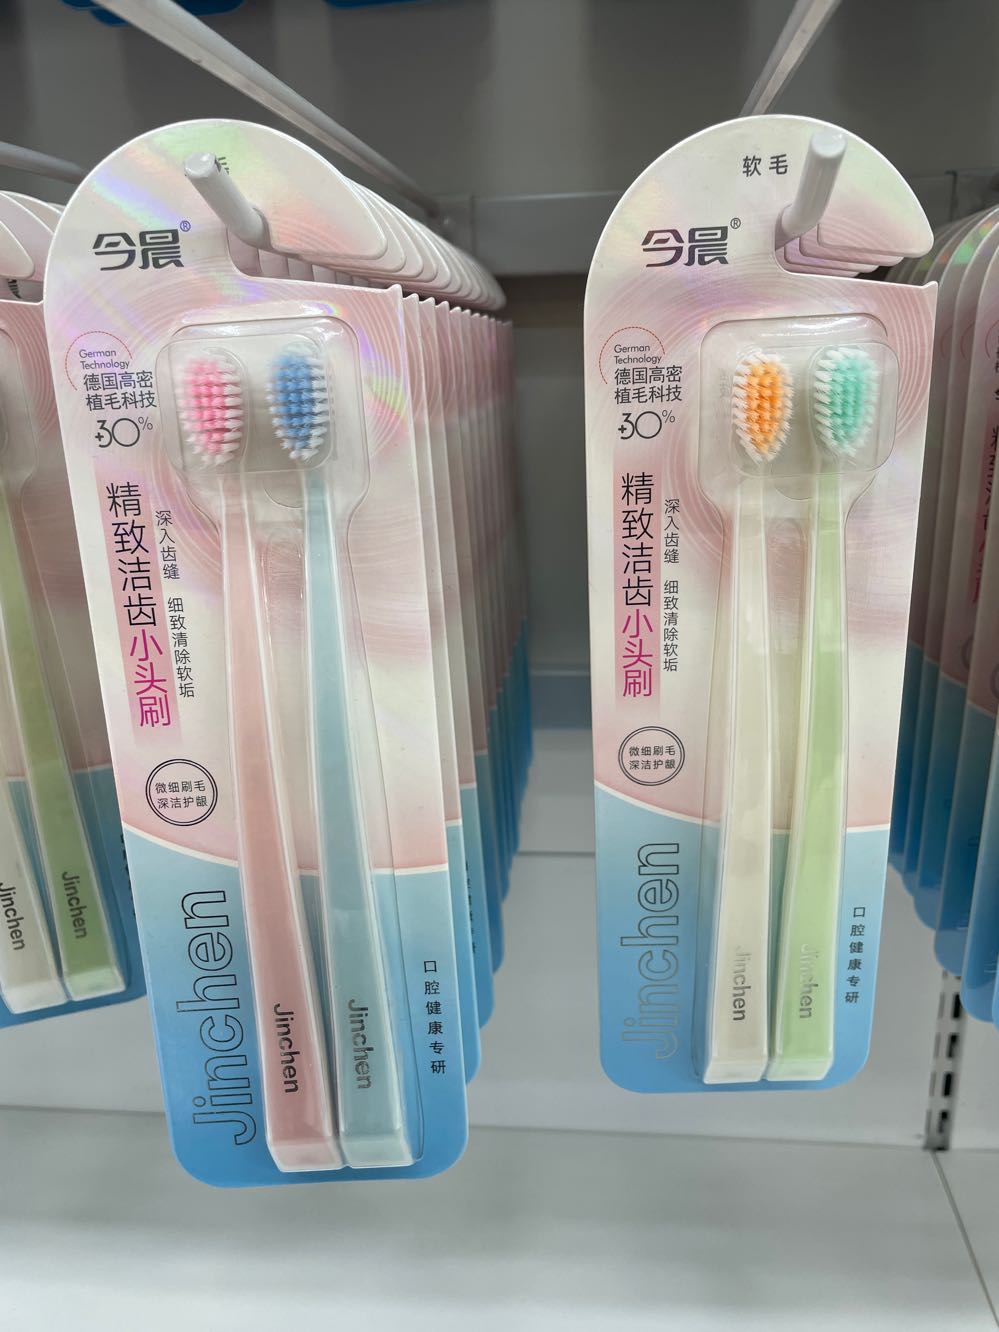 今晨®
German
Technology
德国高密
植毛科技
+30%
精致洁齿小头刷
深入齿缝 细致清除软垢
微细刷毛
深洁护龈
Jinchen
口腔健康专研
Jinchen
Jinchen
软毛
今晨®
German
Technology
德国高密
植毛科技
+30%
精致洁齿小头刷
深入齿缝 细致清除软垢
微细刷毛
深洁护龈
Jinchen
口腔健康专研
Jinchen
Jinchen
Jinchen
Jinchen